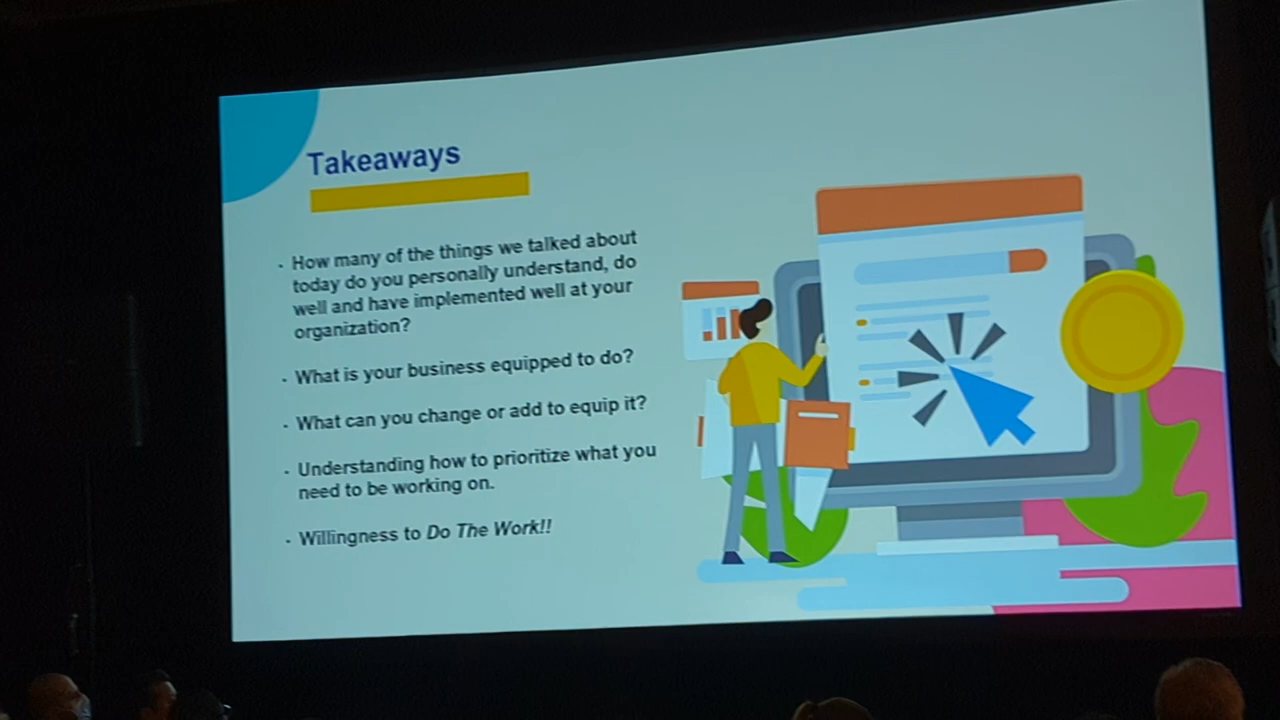 Takeaways
· How many of the things we talked about
today do you personally understand, do
well and have implemented well at your
organization?
· What is your business equipped to do?
· What can you change or add to equip it?
· Understanding how to prioritize what you
need to be working on.
· Willingness to Do The Work!!